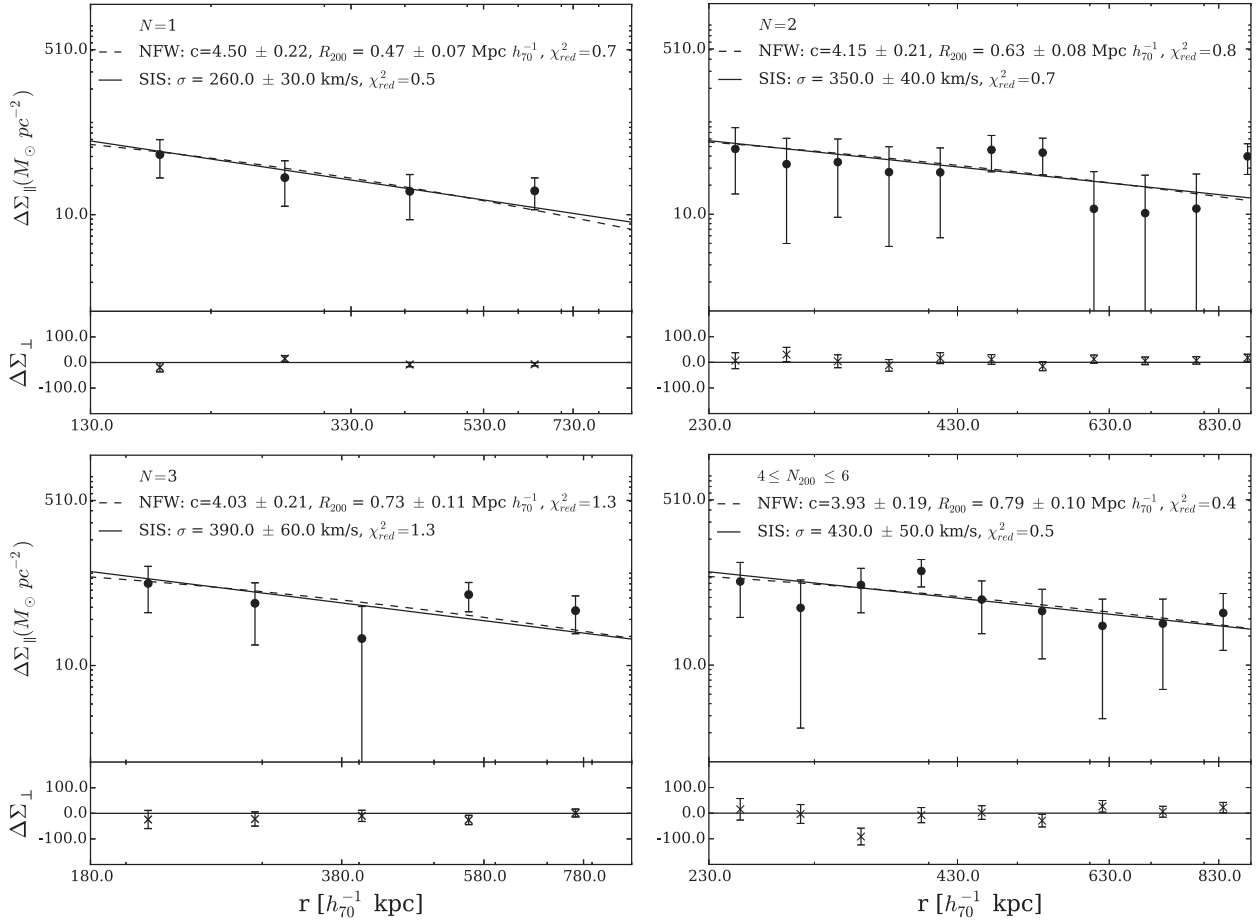 N=1
NFW: c=4.50 ± 0.22, R₂₀₀ = 0.47 ± 0.07 Mpc h₇₀⁻¹, χ²red=0.7
SIS: σ = 260.0 ± 30.0 km/s, χ²red=0.5
510.0
10.0
ΔΣ∥(M⊙ pc⁻²)
100.0
0.0
-100.0
ΔΣ⊥
130.0 330.0 530.0 730.0
N=2
NFW: c=4.15 ± 0.21, R₂₀₀ = 0.63 ± 0.08 Mpc h₇₀⁻¹, χ²red=0.8
SIS: σ = 350.0 ± 40.0 km/s, χ²red=0.7
510.0
10.0
100.0
0.0
-100.0
230.0 430.0 630.0 830.0
N=3
NFW: c=4.03 ± 0.21, R₂₀₀ = 0.73 ± 0.11 Mpc h₇₀⁻¹, χ²red=1.3
SIS: σ = 390.0 ± 60.0 km/s, χ²red=1.3
510.0
10.0
ΔΣ∥(M⊙ pc⁻²)
100.0
0.0
-100.0
ΔΣ⊥
180.0 380.0 580.0 780.0
r [h₇₀⁻¹ kpc]
4≤ N₂₀₀ ≤6
NFW: c=3.93 ± 0.19, R₂₀₀ = 0.79 ± 0.10 Mpc h₇₀⁻¹, χ²red=0.4
SIS: σ = 430.0 ± 50.0 km/s, χ²red=0.5
510.0
10.0
100.0
0.0
-100.0
230.0 430.0 630.0 830.0
r [h₇₀⁻¹ kpc]